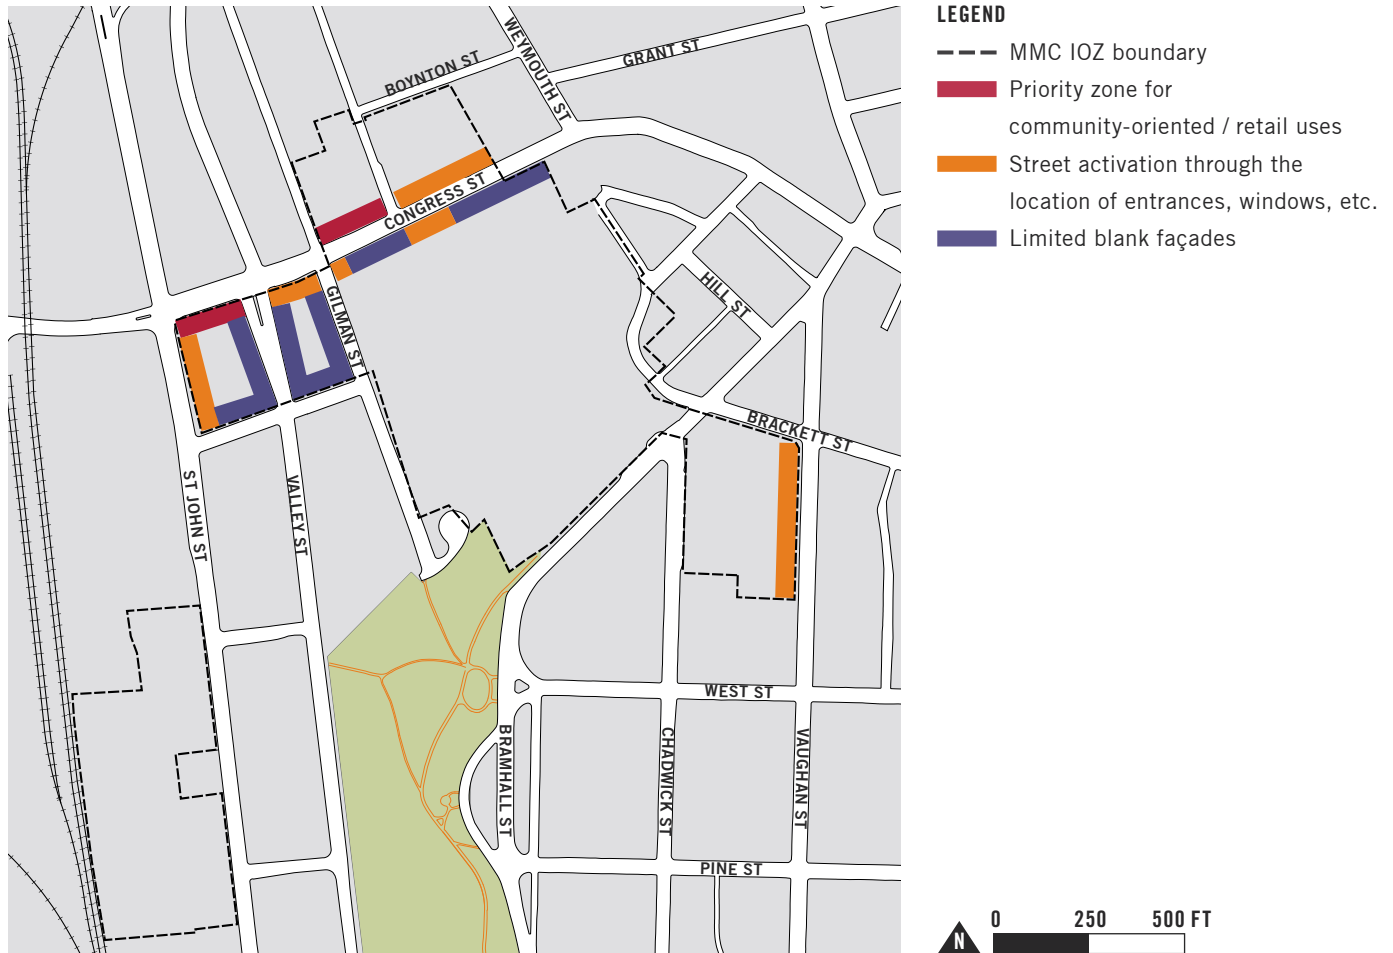 LEGEND
MMC IOZ boundary
Priority zone for
community-oriented / retail uses
Street activation through the
location of entrances, windows, etc.
Limited blank façades
WEYMOUTH ST
GRANT ST
BOYNTON ST
CONGRESS ST
GILMAN ST
HILL ST
BRACKETT ST
ST JOHN ST
VALLEY ST
WEST ST
BRAMHALL ST
CHADWICK ST
VAUGHAN ST
PINE ST
0 250 500 FT
N